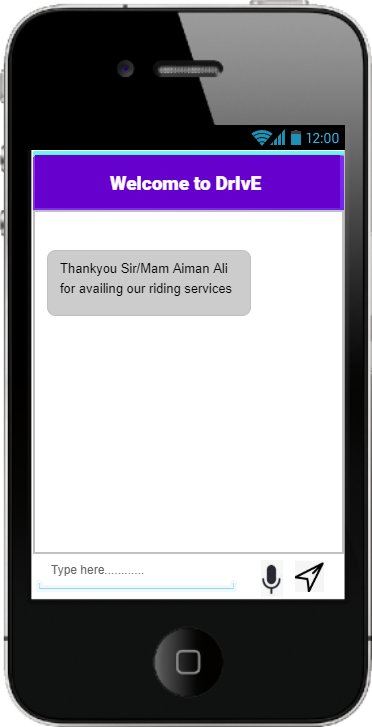 12:00
Welcome to DrIvE
Thankyou Sir/Mam Aiman Ali
for availing our riding services
Type here............